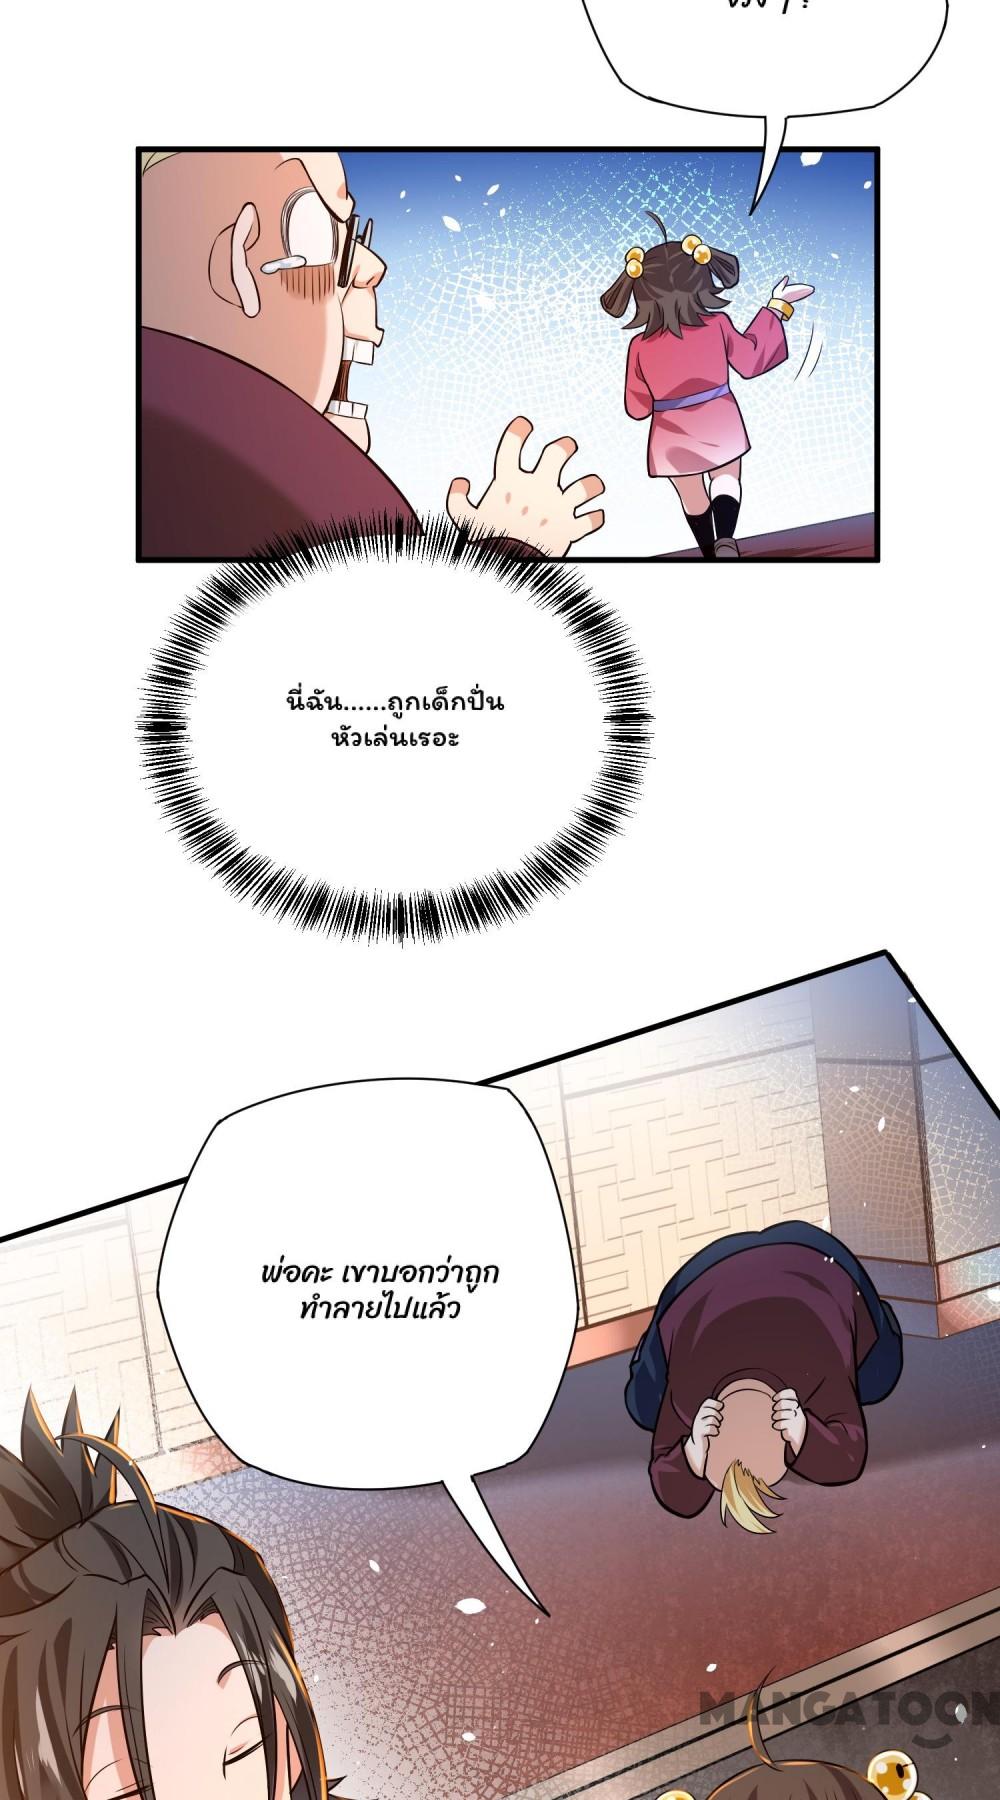 นี่ฉัน......ถูกเด็กปั่น
หัวเล่นเรอะ
พ่อคะ เขาบอกว่าถูก
ทำลายไปแล้ว
MANGATOON